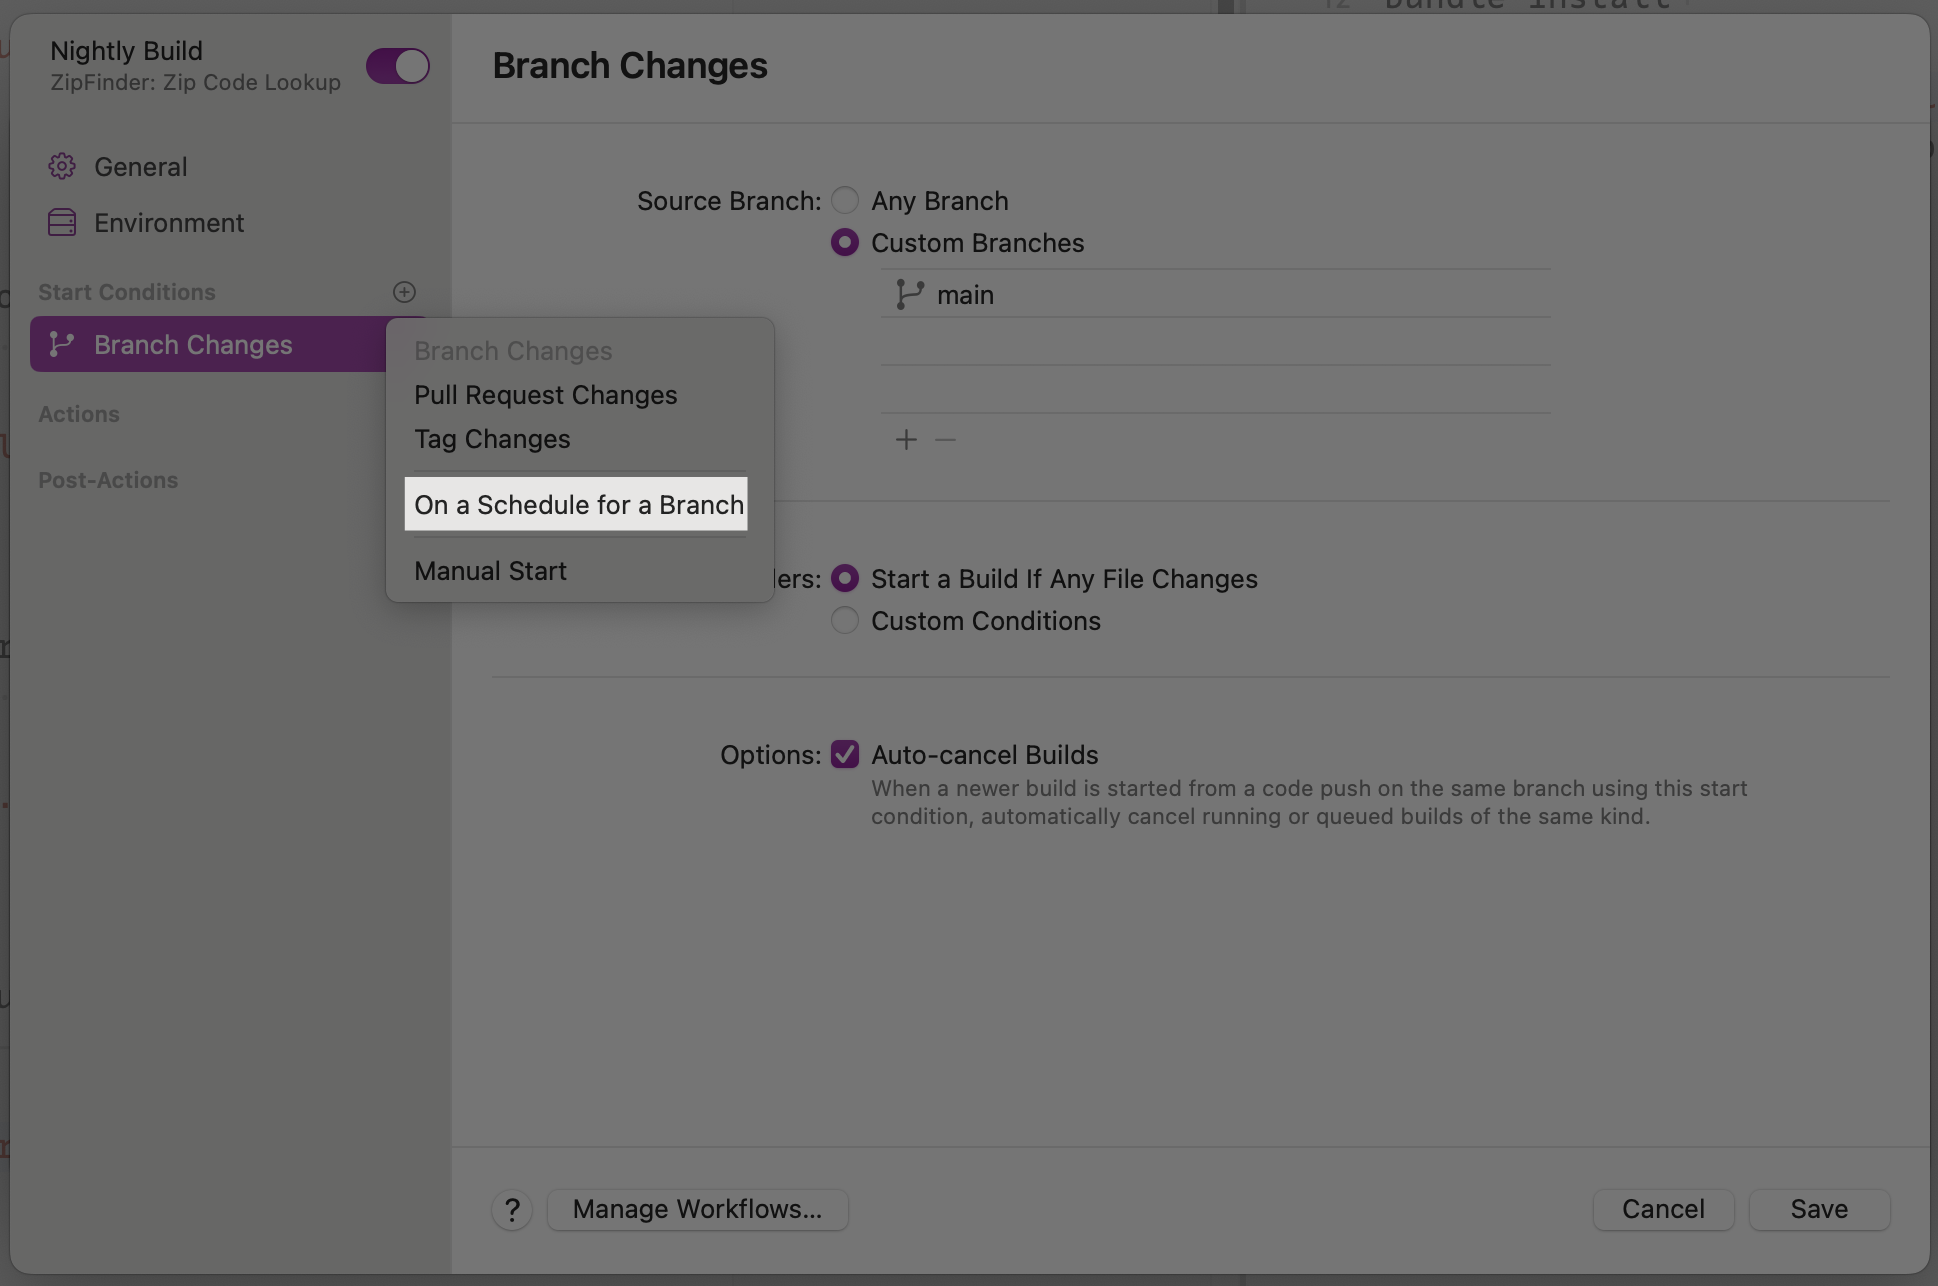 Nightly Build
ZipFinder: Zip Code Lookup
General
Environment
Start Conditions
Branch Changes
Actions
Post-Actions
Branch Changes
Pull Request Changes
Tag Changes
On a Schedule for a Branch
Manual Start
Branch Changes
Source Branch:
Any Branch
Custom Branches
main
Start a Build If Any File Changes
Custom Conditions
Options:
Auto-cancel Builds
When a newer build is started from a code push on the same branch using this start
condition, automatically cancel running or queued builds of the same kind.
?
Manage Workflows...
Cancel
Save